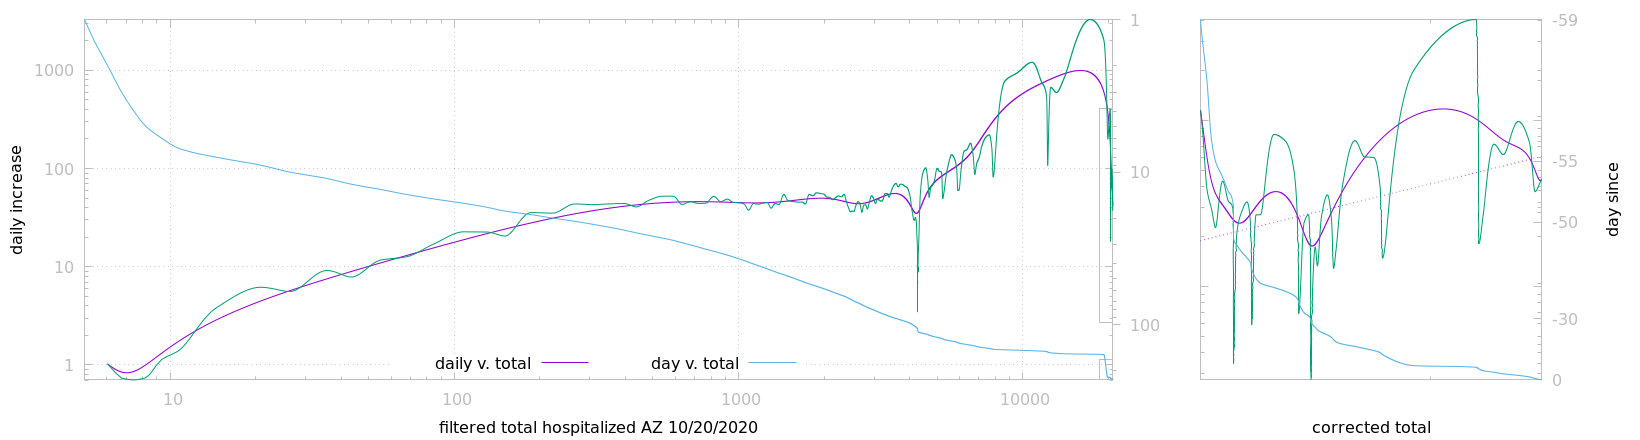 daily increase
1000
100
10
1
10
100
1000
10000
1
10
100
daily v. total
day v. total
filtered total hospitalized AZ 10/20/2020
-59
-55
-50
-30
0
day since
corrected total